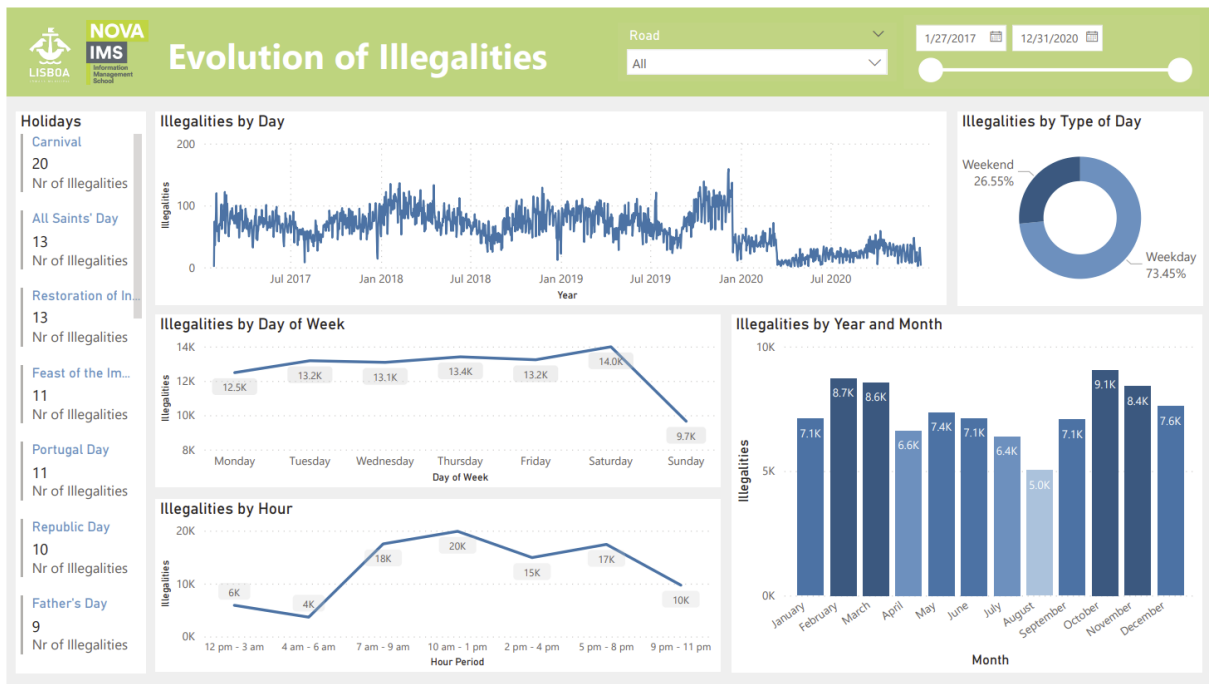 LISBOA
NOVA
IMS
Information
Management
School
Evolution of Illegalities
Road
All
1/27/2017
12/31/2020
Holidays
Carnival
20
Nr of Illegalities
All Saints' Day
13
Nr of Illegalities
Restoration of In...
13
Nr of Illegalities
Feast of the Im...
11
Nr of Illegalities
Portugal Day
11
Nr of Illegalities
Republic Day
10
Nr of Illegalities
Father's Day
9
Nr of Illegalities
Illegalities by Day
Illegalities
200
100
0
Jul 2017 Jan 2018 Jul 2018 Jan 2019 Jul 2019 Jan 2020 Jul 2020
Year
Illegalities by Type of Day
Weekend
26.55%
Weekday
73.45%
Illegalities by Day of Week
Illegalities
14K
12K
10K
8K
12.5K 13.2K 13.1K 13.4K 13.2K 14.0K 9.7K
Monday Tuesday Wednesday Thursday Friday Saturday Sunday
Day of Week
Illegalities by Hour
Illegalities
20K
10K
0K
6K 4K 18K 20K 15K 17K 10K
12 pm - 3 am 4 am - 6 am 7 am - 9 am 10 am - 1 pm 2 pm - 4 pm 5 pm - 8 pm 9 pm - 11 pm
Hour Period
Illegalities by Year and Month
Illegalities
10K
5K
0K
7.1K 8.7K 8.6K 6.6K 7.4K 7.1K 6.4K 5.0K 7.1K 9.1K 8.4K 7.6K
January February March April May June July August September October November December
Month